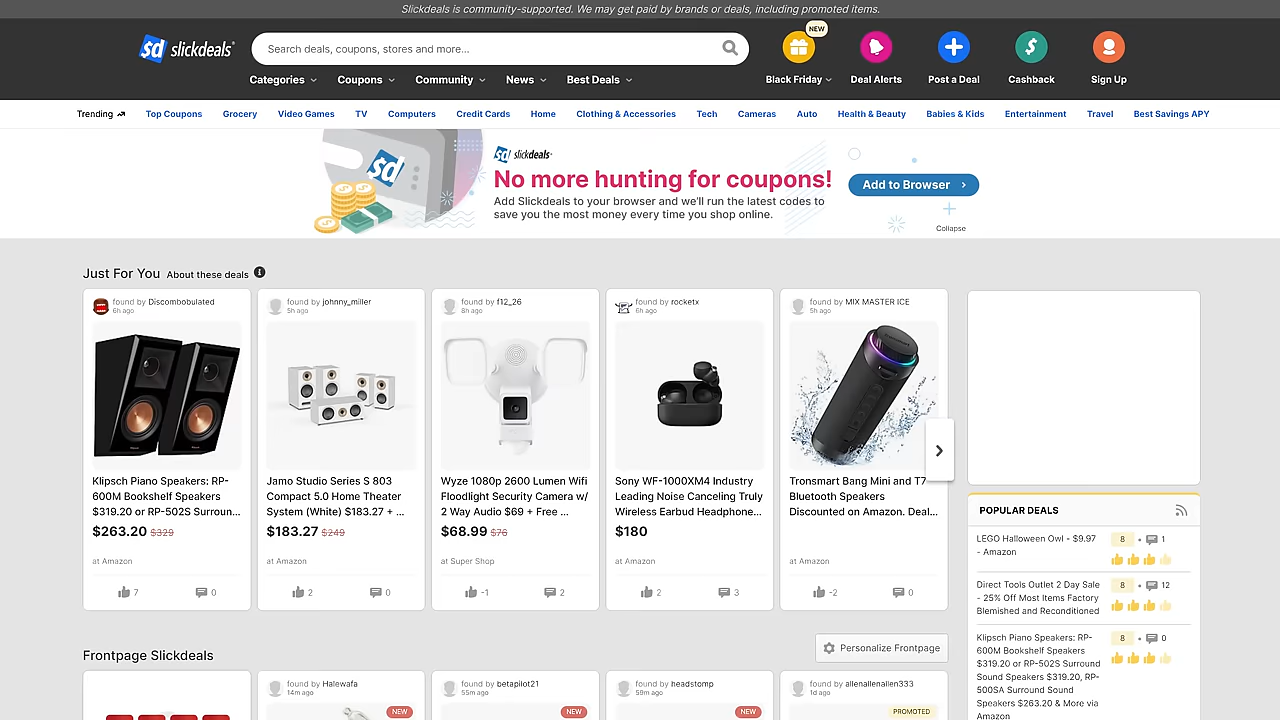 Slickdeals is community-supported. We may get paid by brands or deals, including promoted items.
sd slickdeals
Search deals, coupons, stores and more...
NEW
Categories
Coupons
Community
News
Best Deals
Black Friday
Deal Alerts
Post a Deal
Cashback
Sign Up
Trending
Top Coupons
Grocery
Video Games
TV
Computers
Credit Cards
Home
Clothing & Accessories
Tech
Cameras
Auto
Health & Beauty
Babies & Kids
Entertainment
Travel
Best Savings APY
sd
sd slickdeals
No more hunting for coupons!
Add Slickdeals to your browser and we'll run the latest codes to
save you the most money every time you shop online.
Add to Browser
Collapse
Just For You About these deals
found by Discombobulated
6h ago
Klipsch Piano Speakers: RP-
600M Bookshelf Speakers
$319.20 or RP-502S Surroun...
$263.20 $329
at Amazon
7
0
found by johnny_miller
5h ago
Jamo Studio Series S 803
Compact 5.0 Home Theater
System (White) $183.27 + ...
$183.27 $249
at Amazon
2
0
found by f12_26
8h ago
Wyze 1080p 2600 Lumen Wifi
Floodlight Security Camera w/
2 Way Audio $69 + Free ...
$68.99 $76
at Super Shop
-1
2
found by rocketx
6h ago
Sony WF-1000XM4 Industry
Leading Noise Canceling Truly
Wireless Earbud Headphone...
$180
at Amazon
2
3
found by MIX MASTER ICE
5h ago
Tronsmart Bang Mini and T7
Bluetooth Speakers
Discounted on Amazon. Deal...
at Amazon
-2
0
POPULAR DEALS
LEGO Halloween Owl - $9.97
- Amazon
8 • 1
Direct Tools Outlet 2 Day Sale
- 25% Off Most Items Factory
Blemished and Reconditioned
8 • 12
Klipsch Piano Speakers: RP-
600M Bookshelf Speakers
$319.20 or RP-502S Surround
Sound Speakers $319.20, RP-
500SA Surround Sound
Speakers $263.20 & More via
Amazon
8 • 0
Frontpage Slickdeals
Personalize Frontpage
found by Halewafa
14m ago
NEW
found by betapilot21
55m ago
NEW
found by headstomp
59m ago
NEW
found by allenallenallen333
1d ago
PROMOTED